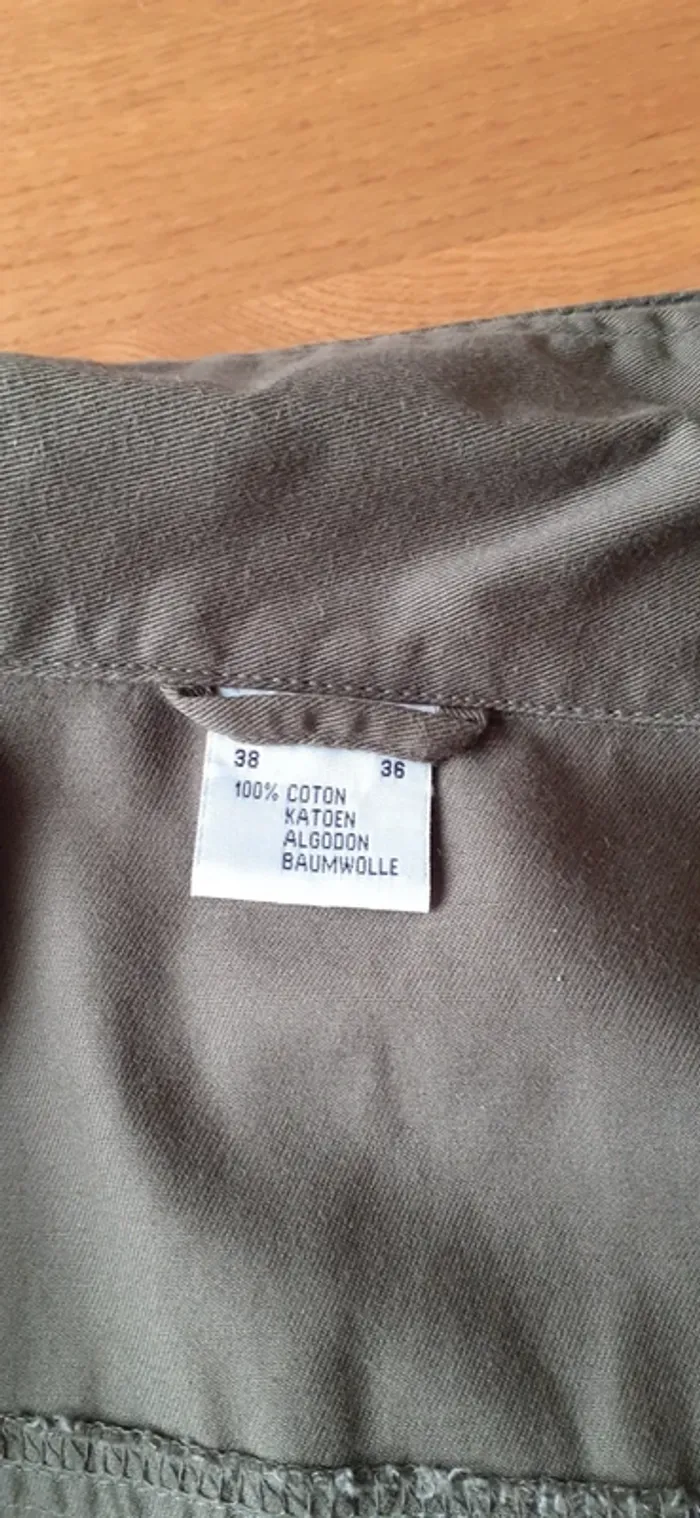 38 36
100% COTON
KATOEN
ALGODON
BAUMWOLLE